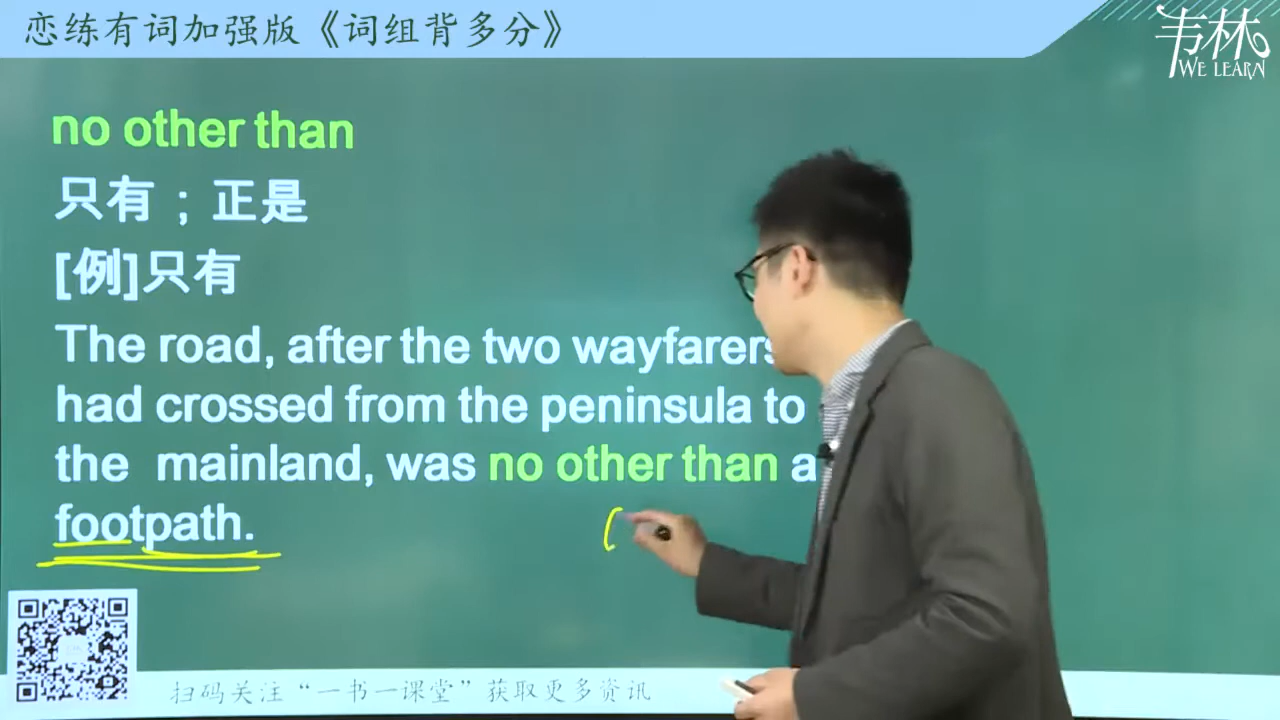 恋练有词加强版《词组背多分》
韦林
WE LEARN
no other than
只有；正是
[例]只有
The road, after the two wayfarers
had crossed from the peninsula to
the mainland, was no other than a
footpath.
扫码关注“一书一课堂”获取更多资讯